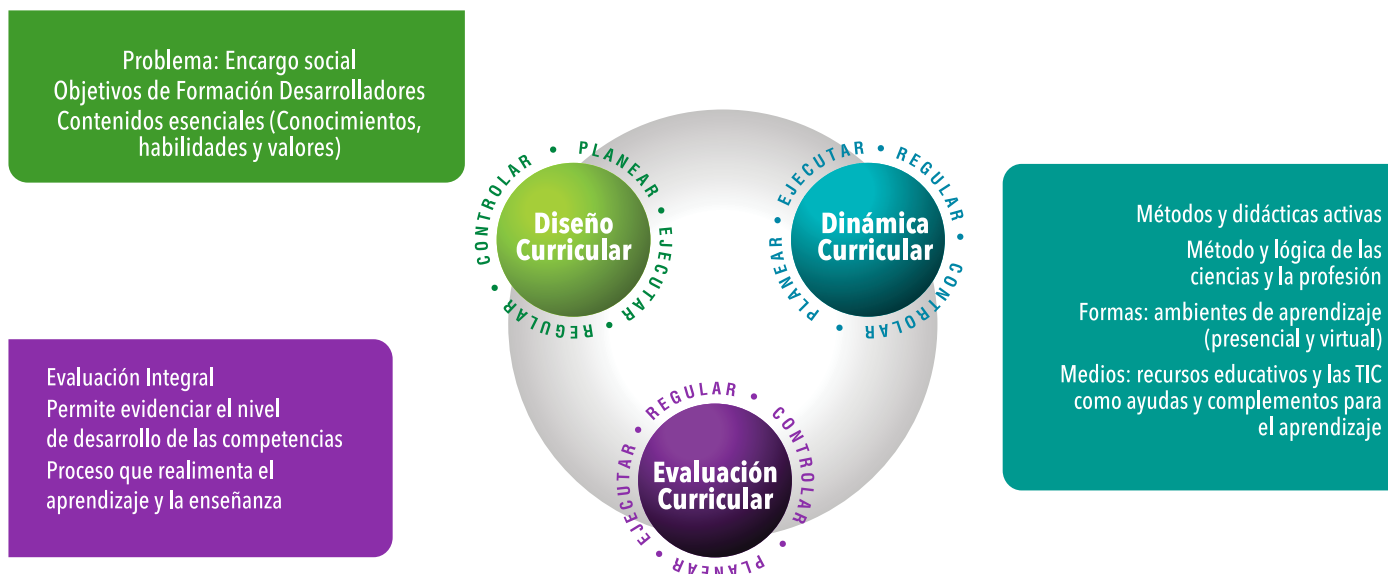 Problema: Encargo social
Objetivos de Formación Desarrolladores
Contenidos esenciales (Conocimientos,
habilidades y valores)
PLANEAR • EJECUTAR • REGULAR • CONTROLAR •
Diseño
Curricular
PLANEAR • EJECUTAR • REGULAR • CONTROLAR •
Dinámica
Curricular
Métodos y didácticas activas
Método y lógica de las
ciencias y la profesión
Formas: ambientes de aprendizaje
(presencial y virtual)
Medios: recursos educativos y las TIC
como ayudas y complementos para
el aprendizaje
Evaluación Integral
Permite evidenciar el nivel
de desarrollo de las competencias
Proceso que realimenta el
aprendizaje y la enseñanza
PLANEAR • EJECUTAR • REGULAR • CONTROLAR •
Evaluación
Curricular